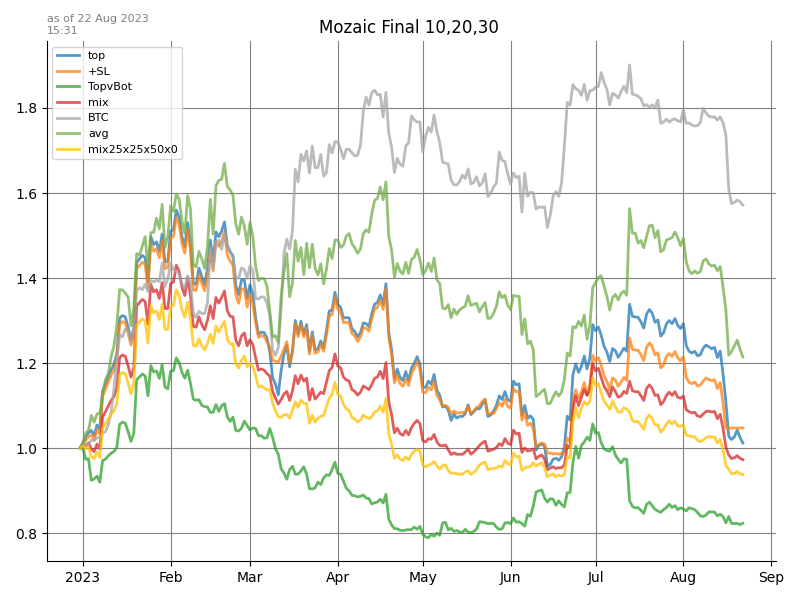 as of 22 Aug 2023
15:31
Mozaic Final 10,20,30
top
+SL
TopvBot
mix
BTC
avg
mix25x25x50x0
1.8
1.6
1.4
1.2
1.0
0.8
2023 Feb Mar Apr May Jun Jul Aug Sep